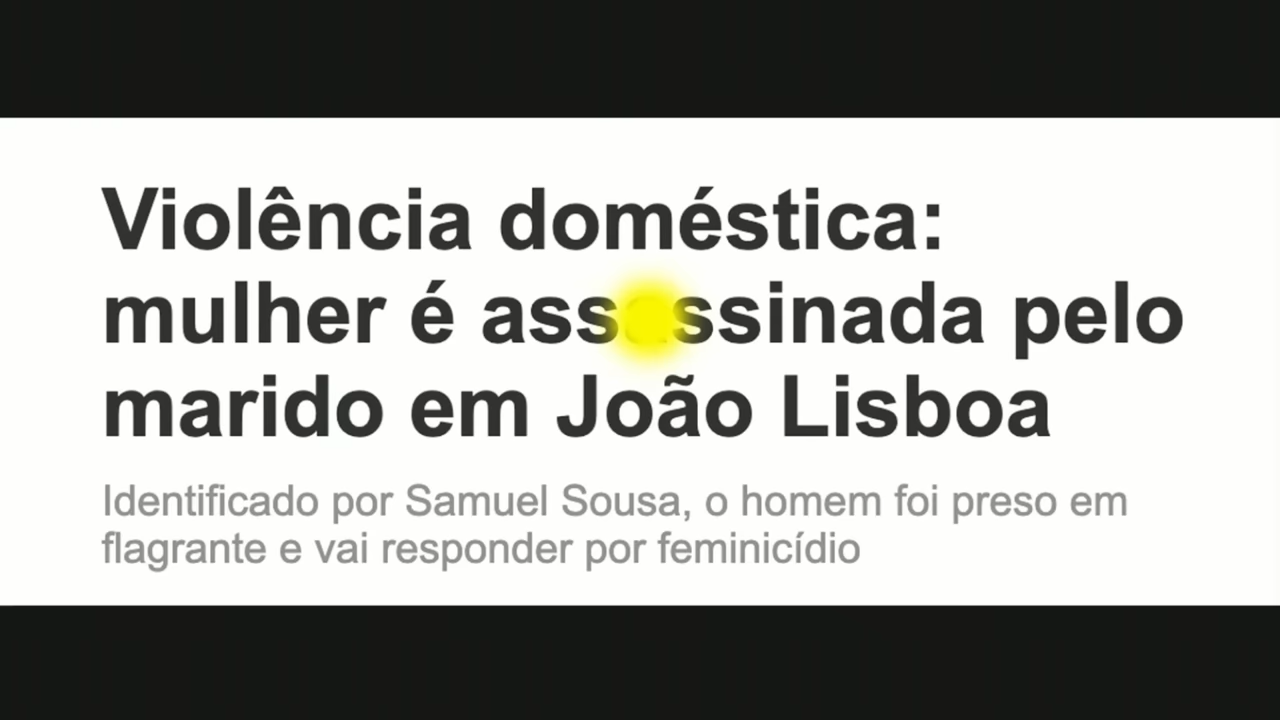 Violência doméstica:
mulher é assassinada pelo
marido em João Lisboa
Identificado por Samuel Sousa, o homem foi preso em
flagrante e vai responder por feminicídio